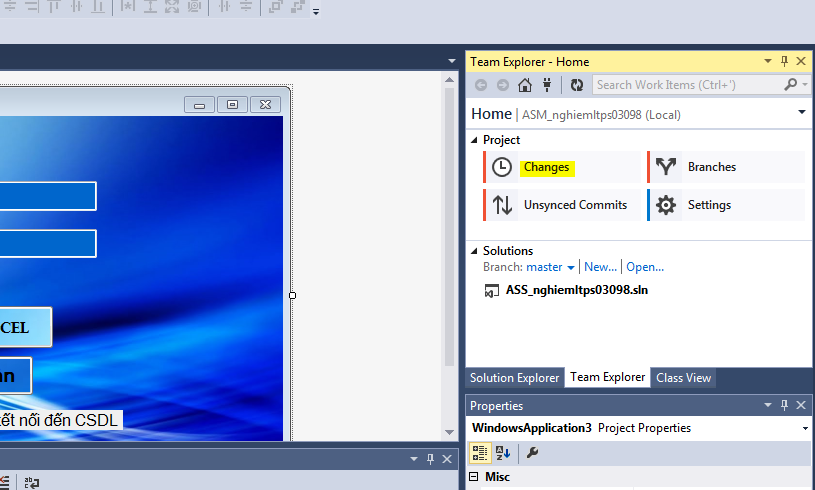 Team Explorer - Home
Search Work Items (Ctrl+')
Home | ASM_nghiemltps03098 (Local)
Project
Changes
Branches
Unsynced Commits
Settings
Solutions
Branch: master | New... | Open...
ASS_nghiemltps03098.sln
CEL
kết nối đến CSDL
Solution Explorer
Team Explorer
Class View
Properties
WindowsApplication3 Project Properties
Misc